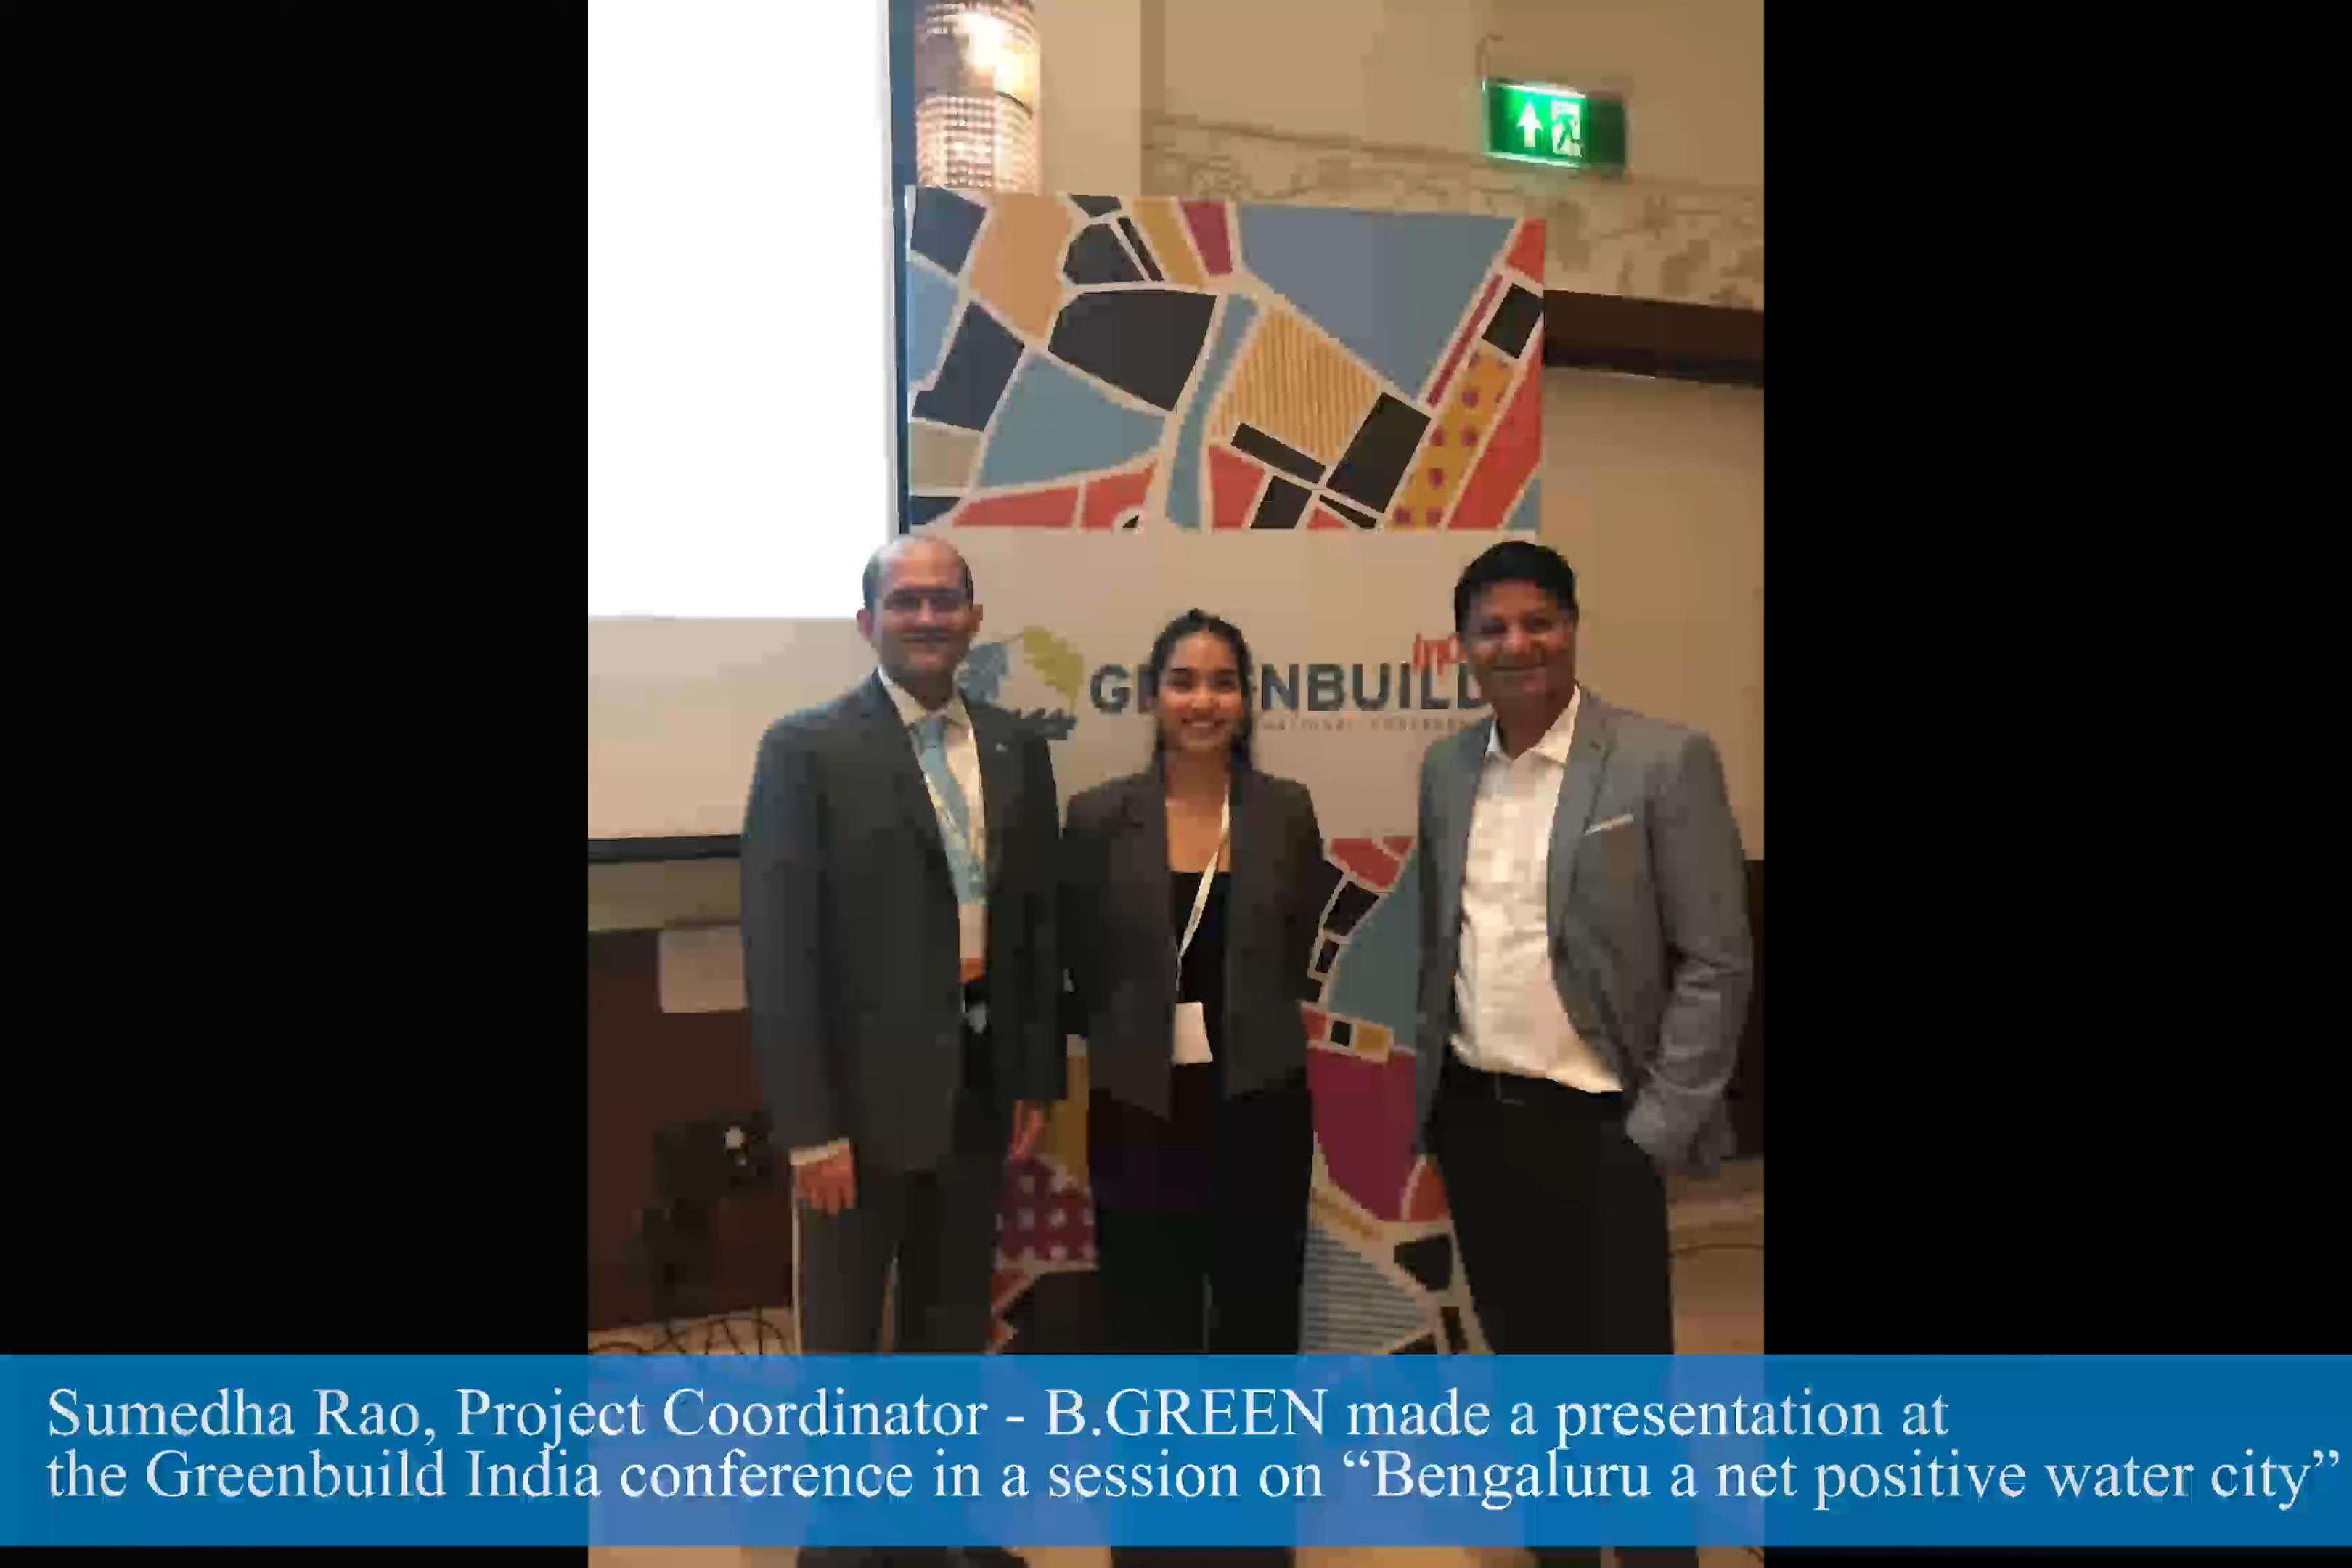 GREENBUILD
Sumedha Rao, Project Coordinator - B.GREEN made a presentation at
the Greenbuild India conference in a session on “Bengaluru a net positive water city”